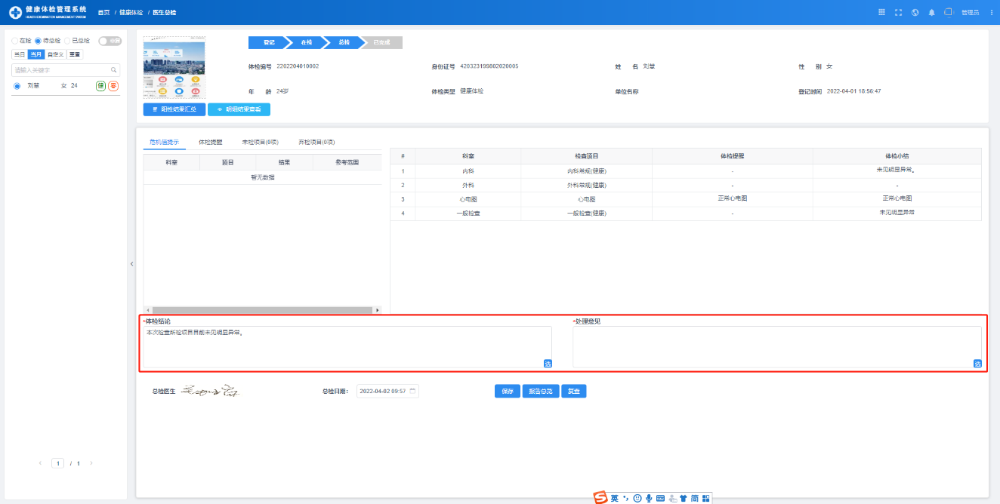 健康体检管理系统
HEALTH EXAMINATION MANAGEMENT SYSTEM
首页 / 健康体检 / 医生总检
管理员
在检 待总检 已总检
当日 当月 自定义 重置
请输入关键字
刘慧 女 24 健
登记 在检 总检 已完成
体检编号 2202204010002 身份证号 420323199802020005 姓 名 刘慧 性 别 女
年 龄 24岁 体检类型 健康体检 单位名称 登记时间 2022-04-01 18:56:47
阳性结果汇总 明细结果查看
危机值提示 体检提醒 未检项目(0项) 弃检项目(0项)
科室 项目 结果 参考范围
暂无数据
# 科室 检查项目 体检提醒 体检小结
1 内科 内科常规(健康) - 未见明显异常。
2 外科 外科常规(健康) - -
3 心电图 心电图 正常心电图 正常心电图
4 一般检查 一般检查(健康) - 未见明显异常
*体检结论
本次检查所检项目目前未见明显异常。
选
*处理意见
选
总检医生
总检日期： 2022-04-02 09:57
保存 报告总览 复查
1 / 1
英 简